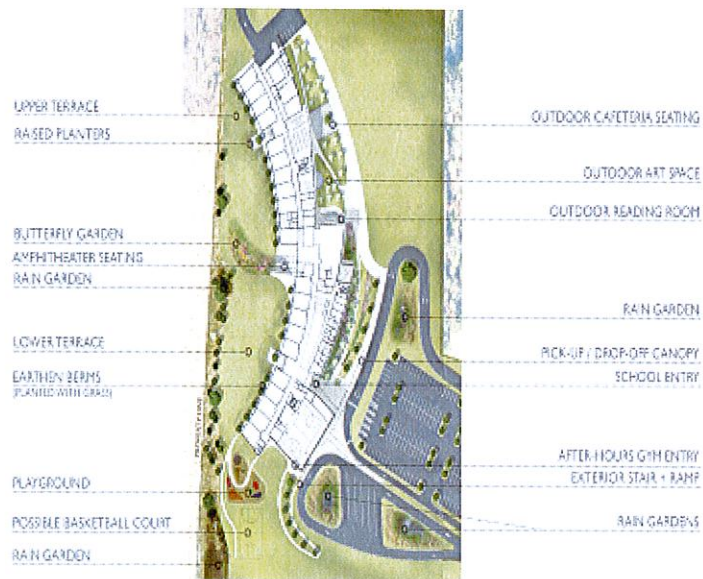 UPPER TERRACE
RAISED PLANTERS
BUTTERFLY GARDEN
AMPHITHEATER SEATING
RAIN GARDEN
LOWER TERRACE
EARTHEN BERMS
(PLANTED WITH GRASS)
PLAYGROUND
POSSIBLE BASKETBALL COURT
RAIN GARDEN
OUTDOOR CAFETERIA SEATING
OUTDOOR ART SPACE
OUTDOOR READING ROOM
RAIN GARDEN
PICK-UP / DROP-OFF CANOPY
SCHOOL ENTRY
AFTER-HOURS GYM ENTRY
EXTERIOR STAIR + RAMP
RAIN GARDENS